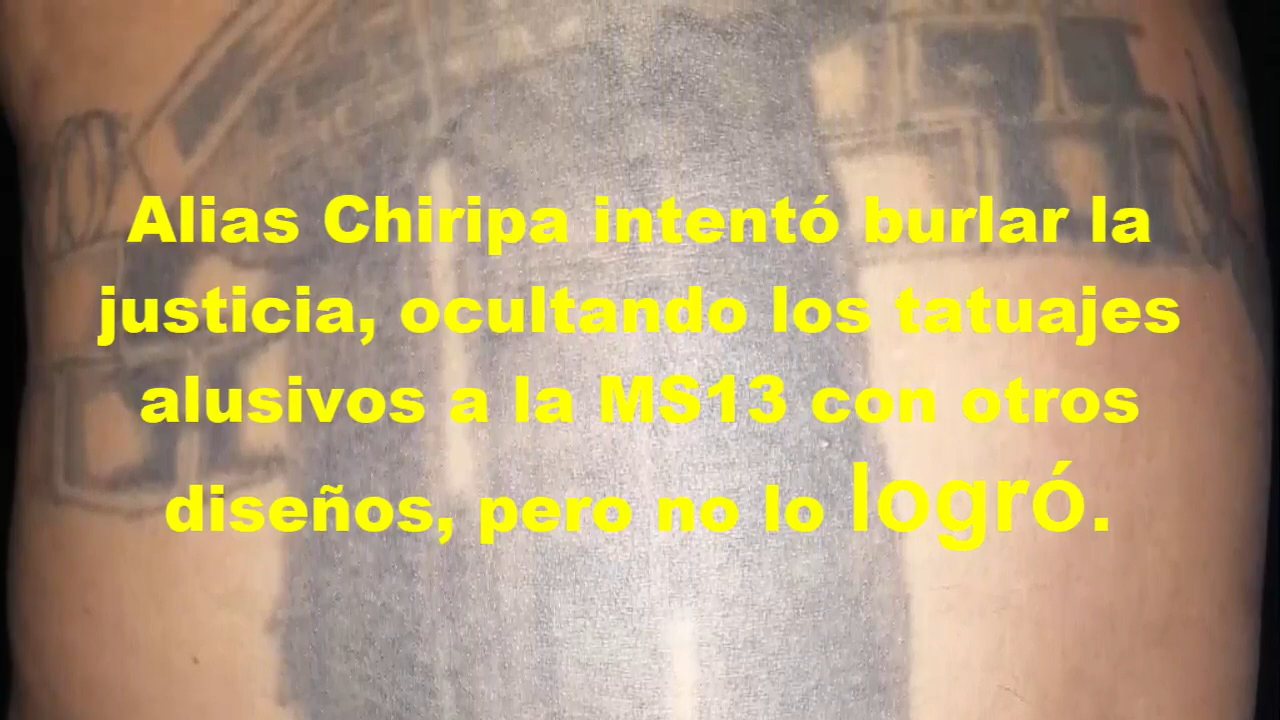 Alias Chiripa intentó burlar la
justicia, ocultando los tatuajes
alusivos a la MS13 con otros
diseños, pero no lo logró.